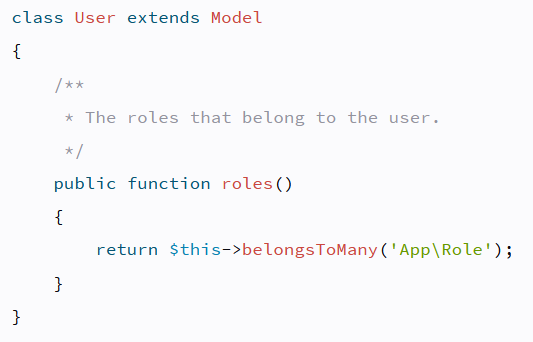 class User extends Model
{
    /**
     * The roles that belong to the user.
     */
    public function roles()
    {
        return $this->belongsToMany('App\Role');
    }
}